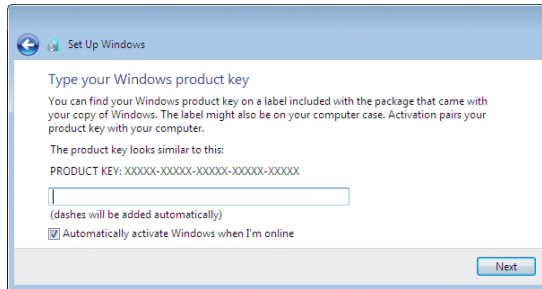 Set Up Windows
Type your Windows product key
You can find your Windows product key on a label included with the package that came with
your copy of Windows. The label might also be on your computer case. Activation pairs your
product key with your computer.
The product key looks similar to this:
PRODUCT KEY: XXXXX-XXXXX-XXXXX-XXXXX-XXXXX
(dashes will be added automatically)
Automatically activate Windows when I'm online
Next